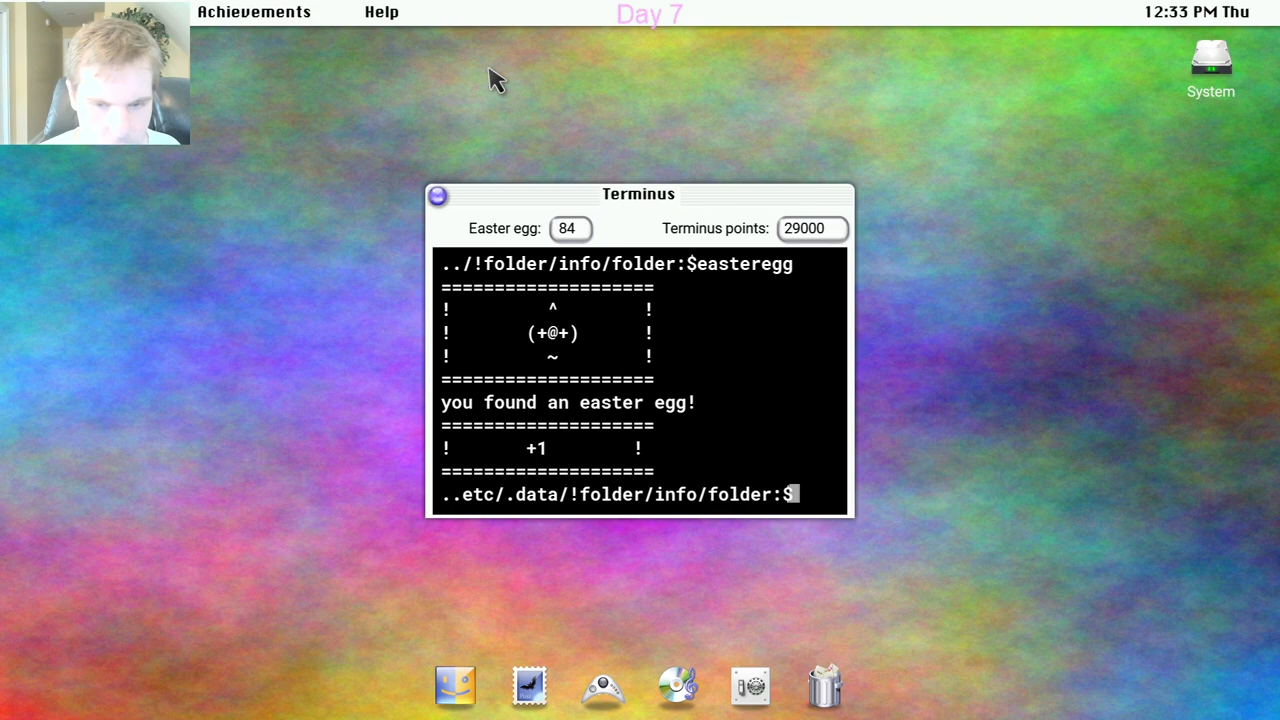 Achievements Help Day 7 12:33 PM Thu
System
Terminus
Easter egg: 84 Terminus points: 29000
../!folder/info/folder:$easteregg
====================
! ^ !
! (+@+) !
! ~ !
====================
you found an easter egg!
====================
! +1 !
====================
..etc/.data/!folder/info/folder:$